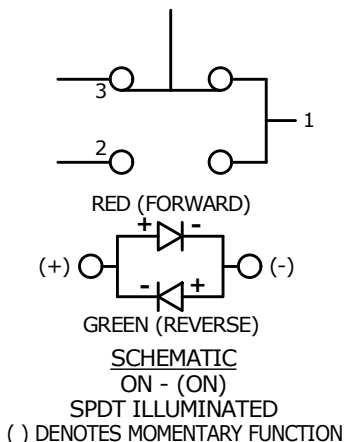 3
1
2
RED (FORWARD)
+ -
(+) (-)
- +
GREEN (REVERSE)
SCHEMATIC
ON - (ON)
SPDT ILLUMINATED
( ) DENOTES MOMENTARY FUNCTION